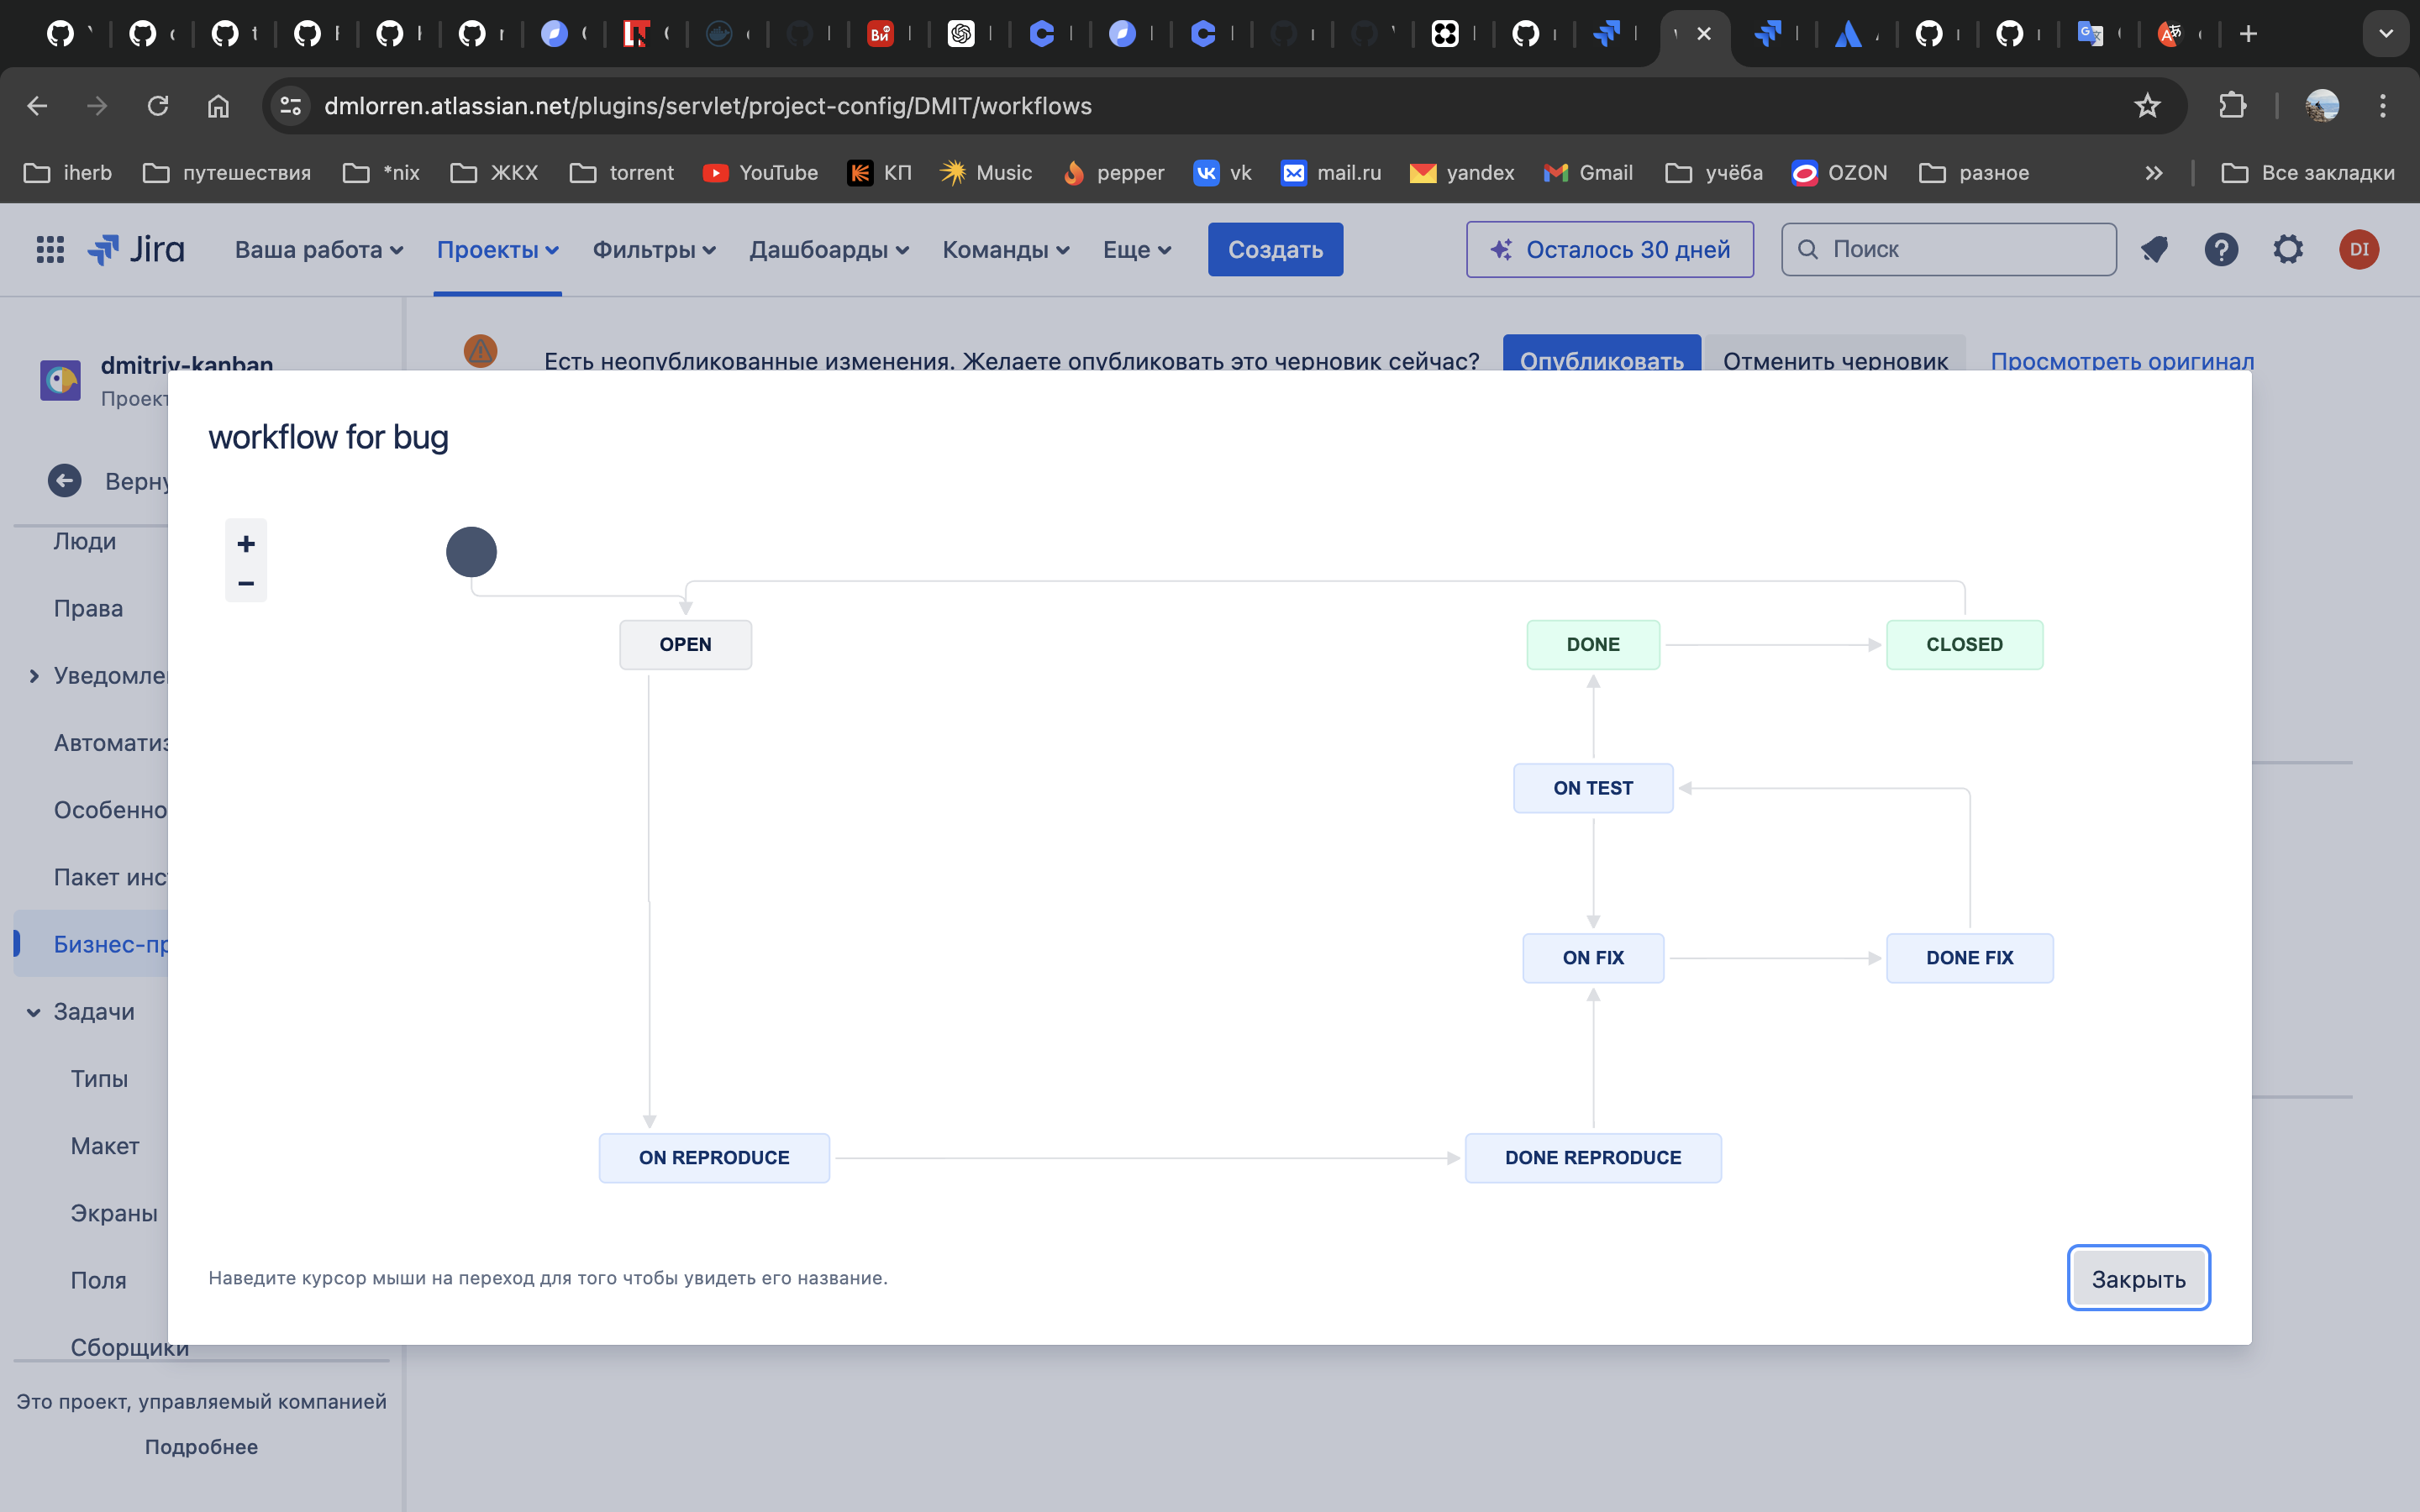 dmlorren.atlassian.net/plugins/servlet/project-config/DMIT/workflows
iherb
путешествия
*nix
ЖКХ
torrent
YouTube
КП
Music
pepper
vk
mail.ru
yandex
Gmail
учёба
OZON
разное
Все закладки
Jira
Ваша работа
Проекты
Фильтры
Дашбоарды
Команды
Еще
Создать
Осталось 30 дней
Поиск
DI
dmitriy-kanban
Проект
Есть неопубликованные изменения. Желаете опубликовать это черновик сейчас?
Опубликовать
Отменить черновик
Просмотреть оригинал
Верну
Люди
Права
Уведомле
Автоматиз
Особенно
Пакет инс
Бизнес-пр
Задачи
Типы
Макет
Экраны
Поля
Сборщики
Это проект, управляемый компанией
Подробнее
workflow for bug
+
−
OPEN
DONE
CLOSED
ON TEST
ON FIX
DONE FIX
ON REPRODUCE
DONE REPRODUCE
Наведите курсор мыши на переход для того чтобы увидеть его название.
Закрыть